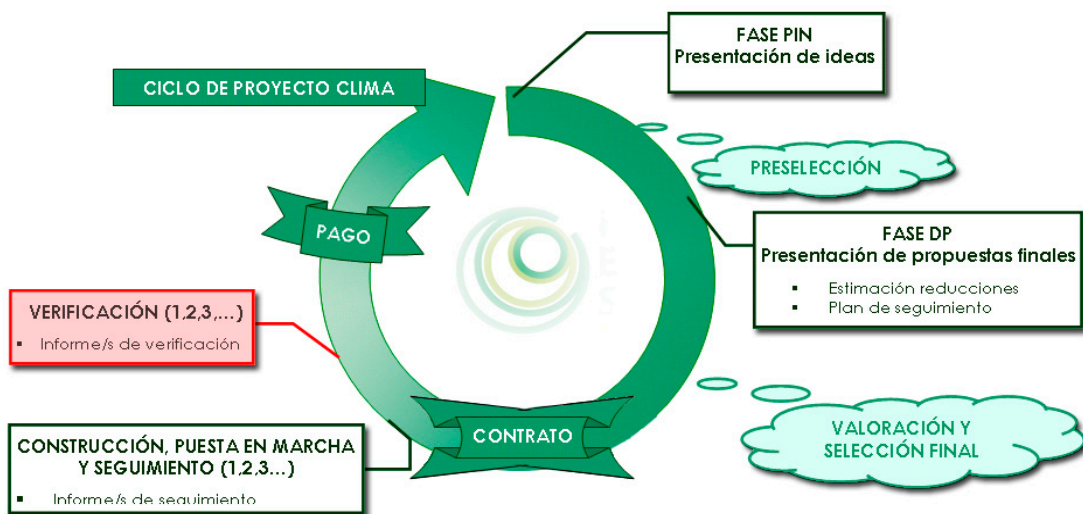 CICLO DE PROYECTO CLIMA
FASE PIN
Presentación de ideas
PRESELECCIÓN
FASE DP
Presentación de propuestas finales
▪ Estimación reducciones
▪ Plan de seguimiento
VALORACIÓN Y
SELECCIÓN FINAL
CONTRATO
CONSTRUCCIÓN, PUESTA EN MARCHA
Y SEGUIMIENTO (1,2,3...)
▪ Informe/s de seguimiento
VERIFICACIÓN (1,2,3,...)
▪ Informe/s de verificación
PAGO